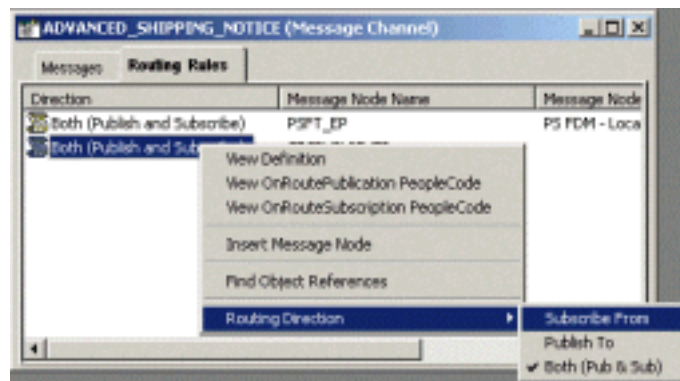 ADVANCED_SHIPPING_NOTICE (Message Channel)
Messages Routing Rules
Direction Message Node Name Message Node
Both (Publish and Subscribe) PSFT_EP PS FDM - Loca
Both (Publish and Sub
View Definition
View OnRoutePublication PeopleCode
View OnRouteSubscription PeopleCode
Insert Message Node
Find Object References
Routing Direction
Subscribe From
Publish To
Both (Pub & Sub)